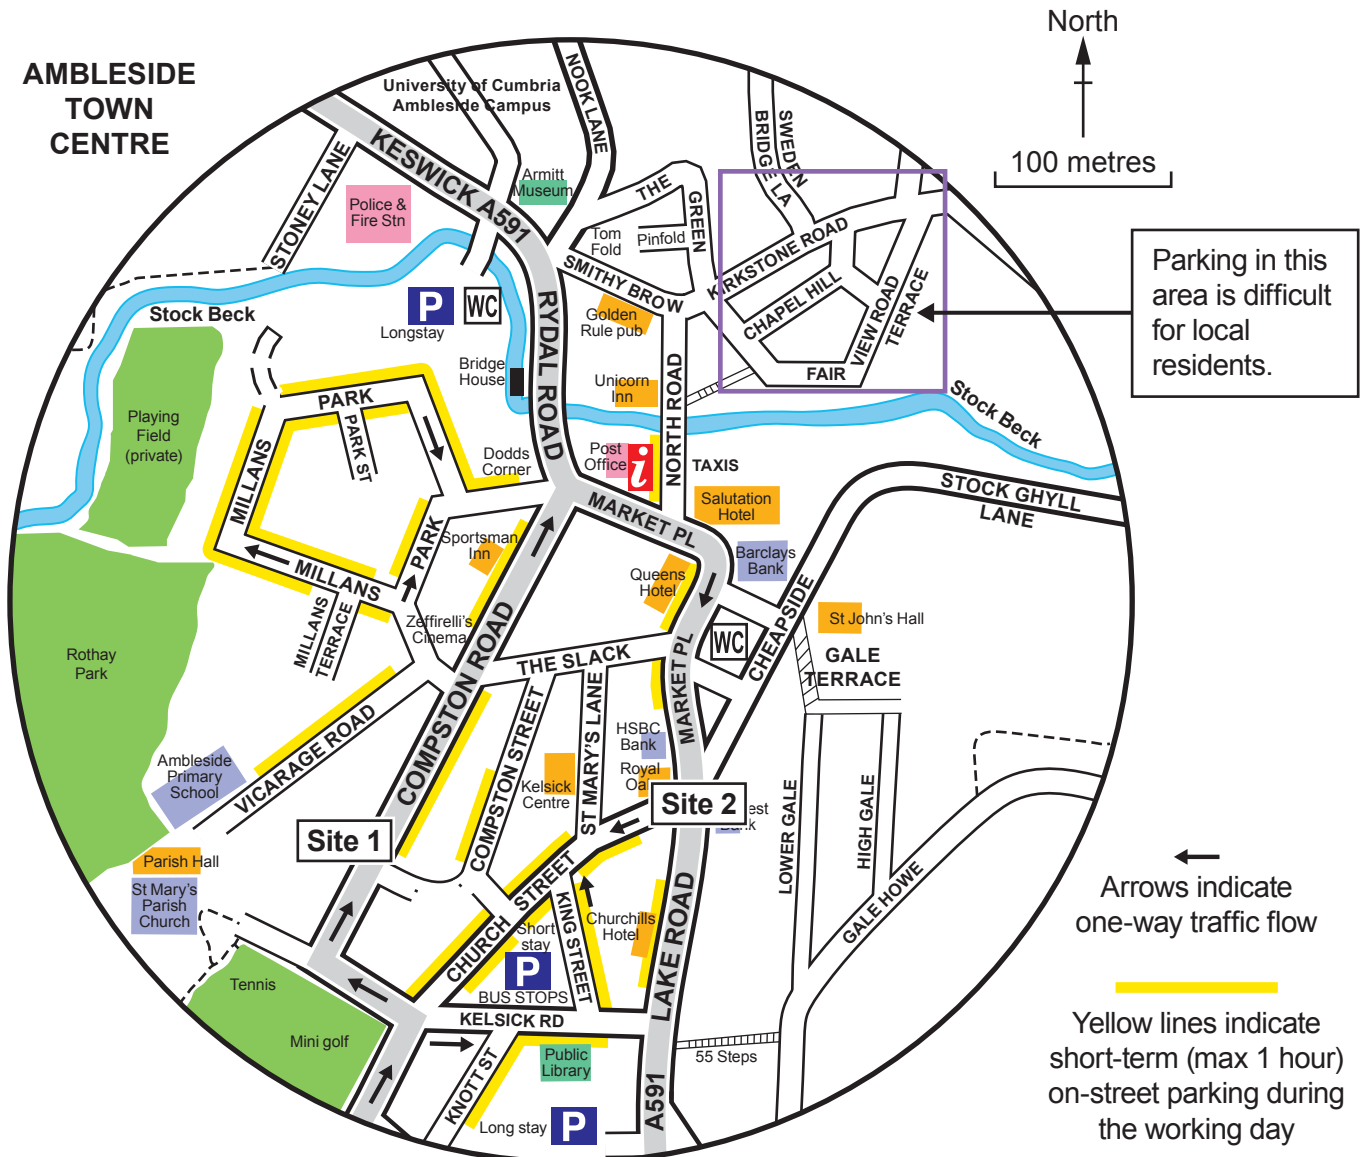 AMBLESIDE
TOWN
CENTRE
North
100 metres
University of Cumbria
Ambleside Campus
NOOK LANE
SWEDEN
BRIDGE LA
KESWICK A591
STONEY LANE
Police &
Fire Stn
Armitt
Museum
THE
GREEN
Tom
Fold
Pinfold
KIRKSTONE ROAD
SMITHY BROW
CHAPEL HILL
VIEW ROAD
TERRACE
FAIR
Parking in this
area is difficult
for local
residents.
Stock Beck
P
WC
Longstay
RYDAL ROAD
Golden
Rule pub
Bridge
House
Unicorn
Inn
NORTH ROAD
Stock Beck
Playing
Field
(private)
PARK
PARK ST
MILLANS
Dodds
Corner
Post
Office
i
TAXIS
Salutation
Hotel
STOCK GHYLL
LANE
MARKET PL
PARK
Sportsman
Inn
MILLANS
MILLANS
TERRACE
Zeffirelli's
Cinema
Queens
Hotel
Barclays
Bank
WC
CHEAPSIDE
St John's Hall
GALE
TERRACE
Rothay
Park
THE SLACK
MARKET PL
COMPSTON ROAD
COMPSTON STREET
ST MARY'S LANE
HSBC
Bank
Royal
Kelsick
Centre
VICARAGE ROAD
Ambleside
Primary
School
Site 1
Site 2
LOWER GALE
HIGH GALE
GALE HOWE
Parish Hall
St Mary's
Parish
Church
CHURCH STREET
KING STREET
Churchills
Hotel
LAKE ROAD
Short
stay
P
BUS STOPS
KELSICK RD
Tennis
Mini golf
KNOTT ST
Public
Library
55 Steps
A591
Long stay
P
Arrows indicate
one-way traffic flow
Yellow lines indicate
short-term (max 1 hour)
on-street parking during
the working day